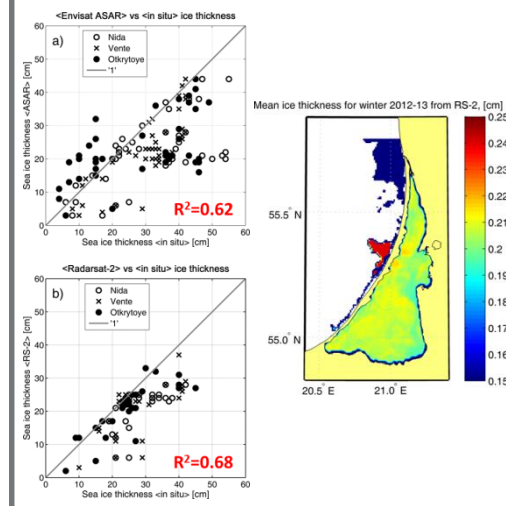 <Envisat ASAR> vs <in situ> ice thickness
a)
Nida
Vente
Otkrytoye
'1'
Sea ice thickness <ASAR> [cm]
60
50
40
30
20
10
0
0 10 20 30 40 50 60
Sea ice thickness <in situ> [cm]
R²=0.62
<Radarsat-2> vs <in situ> ice thickness
b)
Nida
Vente
Otkrytoye
'1'
Sea ice thickness <RS-2> [cm]
60
50
40
30
20
10
0
0 10 20 30 40 50 60
Sea ice thickness <in situ> [cm]
R²=0.68
Mean ice thickness for winter 2012-13 from RS-2, [cm]
55.5°
55.0°
20.5° E 21.0° E
0.25
0.24
0.23
0.22
0.21
0.2
0.19
0.18
0.17
0.16
0.15